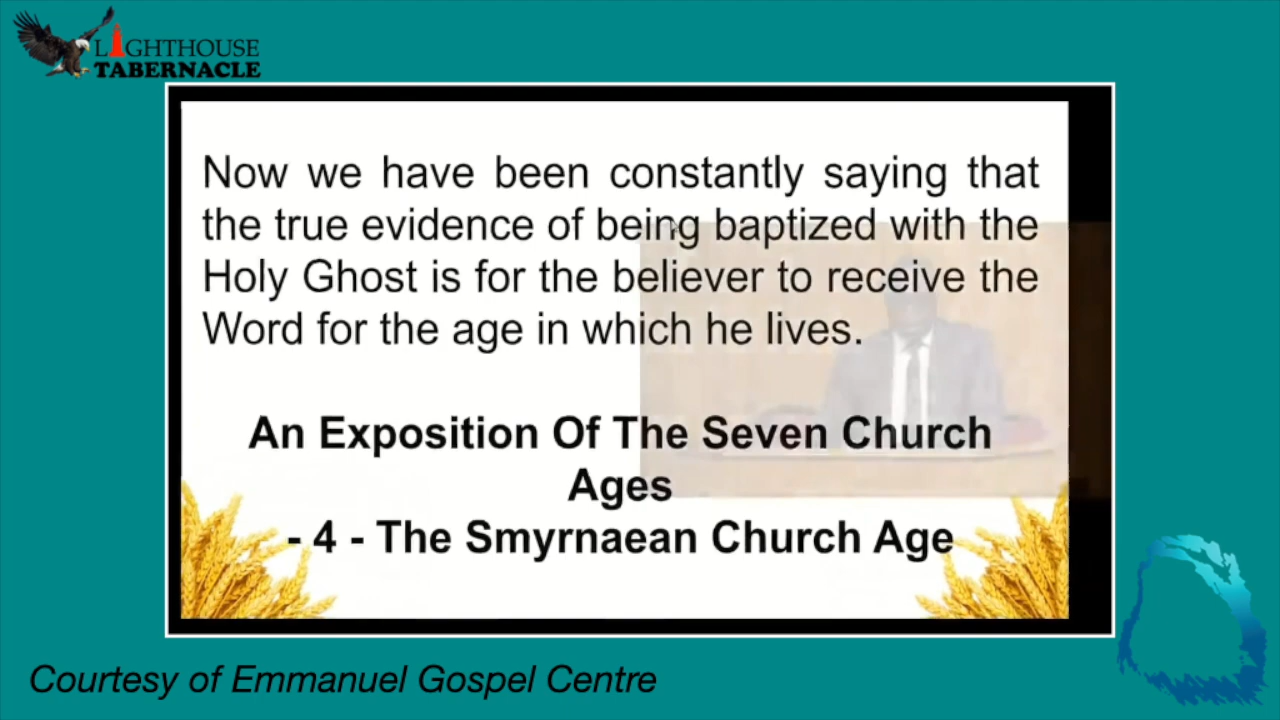 LIGHTHOUSE
TABERNACLE
Now we have been constantly saying that
the true evidence of being baptized with the
Holy Ghost is for the believer to receive the
Word for the age in which he lives.
An Exposition Of The Seven Church
Ages
- 4 - The Smyrnaean Church Age
Courtesy of Emmanuel Gospel Centre